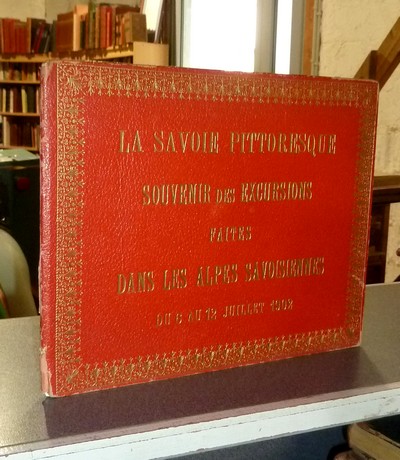 LA SAVOIE PITTORESQUE
SOUVENIR DES EXCURSIONS
FAITES
DANS LES ALPES SAVOISIENNES
DU 6 AU 12 JUILLET 1902